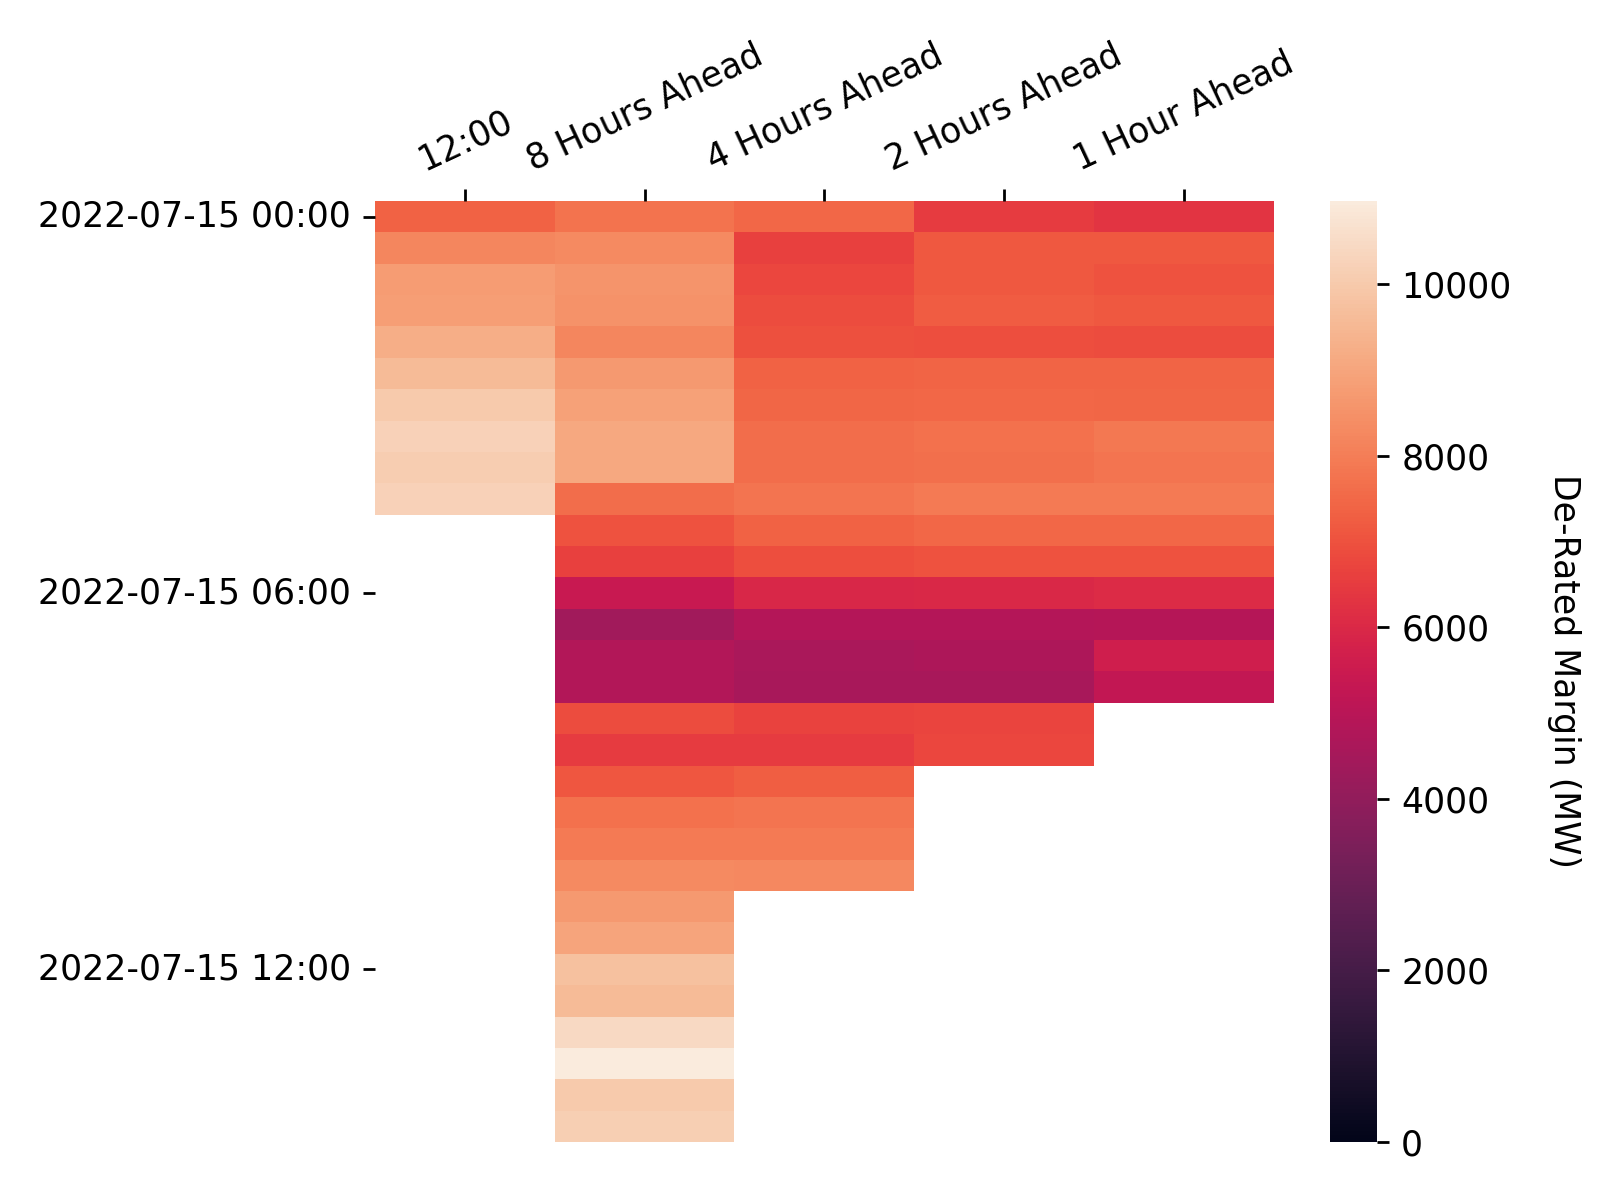 12:00
8 Hours Ahead
4 Hours Ahead
2 Hours Ahead
1 Hour Ahead
2022-07-15 00:00
2022-07-15 06:00
2022-07-15 12:00
10000
8000
6000
4000
2000
0
De-Rated Margin (MW)